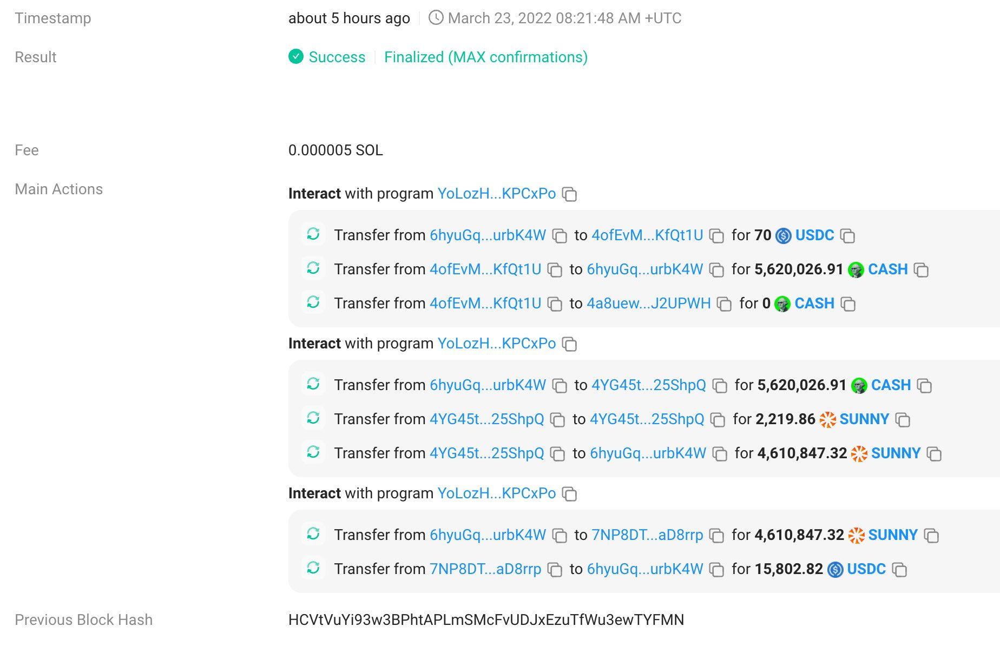 Timestamp about 5 hours ago March 23, 2022 08:21:48 AM +UTC
Result Success Finalized (MAX confirmations)
Fee 0.000005 SOL
Main Actions Interact with program YoLozH...KPCxPo
Transfer from 6hyuGq...urbK4W to 4ofEvM...KfQt1U for 70 USDC
Transfer from 4ofEvM...KfQt1U to 6hyuGq...urbK4W for 5,620,026.91 CASH
Transfer from 4ofEvM...KfQt1U to 4a8uew...J2UPWH for 0 CASH
Interact with program YoLozH...KPCxPo
Transfer from 6hyuGq...urbK4W to 4YG45t...25ShpQ for 5,620,026.91 CASH
Transfer from 4YG45t...25ShpQ to 4YG45t...25ShpQ for 2,219.86 SUNNY
Transfer from 4YG45t...25ShpQ to 6hyuGq...urbK4W for 4,610,847.32 SUNNY
Interact with program YoLozH...KPCxPo
Transfer from 6hyuGq...urbK4W to 7NP8DT...aD8rrp for 4,610,847.32 SUNNY
Transfer from 7NP8DT...aD8rrp to 6hyuGq...urbK4W for 15,802.82 USDC
Previous Block Hash HCVtVuYi93w3BPhtAPLmSMcFvUDJxEzuTfWu3ewTYFMN